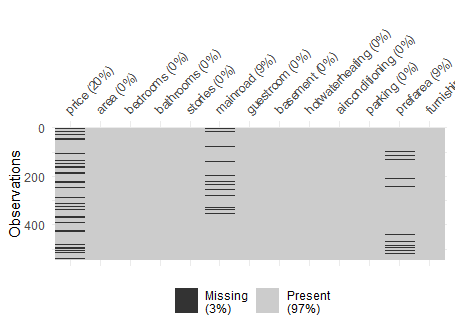 price (20%)
area (0%)
bedrooms (0%)
bathrooms (0%)
stories (0%)
mainroad (9%)
guestroom (0%)
basement (0%)
hotwaterheating (0%)
airconditioning (0%)
parking (0%)
prefarea (9%)
furnishi
Observations
0
200
400
Missing
(3%)
Present
(97%)